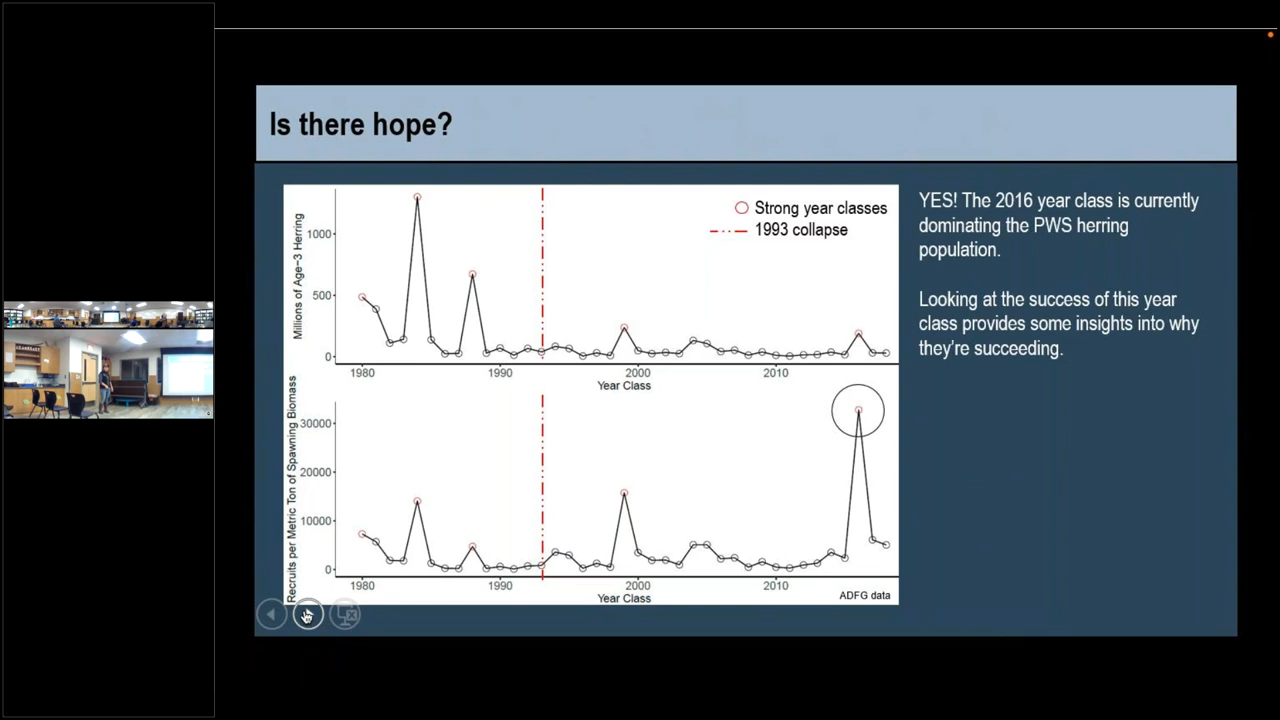 Is there hope?
YES! The 2016 year class is currently
dominating the PWS herring
population.
Looking at the success of this year
class provides some insights into why
they're succeeding.
Millions of Age-3 Herring
1000
500
0
Strong year classes
1993 collapse
1980 1990 2000 2010
Year Class
Recruits per Metric Ton of Spawning Biomass
30000
20000
10000
0
1980 1990 2000 2010
Year Class
ADFG data